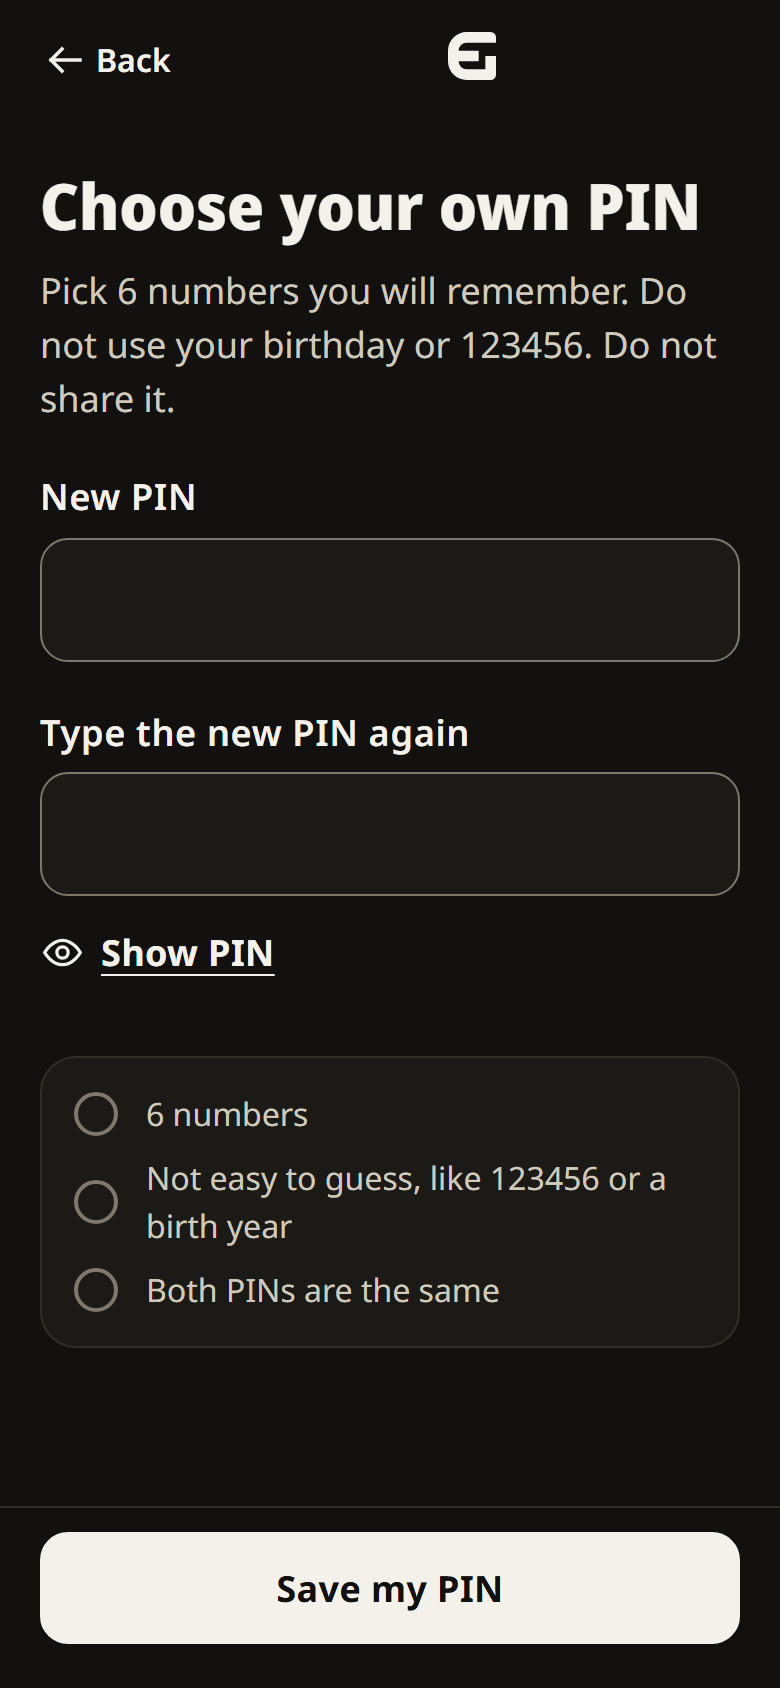 Back
Choose your own PIN
Pick 6 numbers you will remember. Do
not use your birthday or 123456. Do not
share it.
New PIN
Type the new PIN again
Show PIN
6 numbers
Not easy to guess, like 123456 or a
birth year
Both PINs are the same
Save my PIN